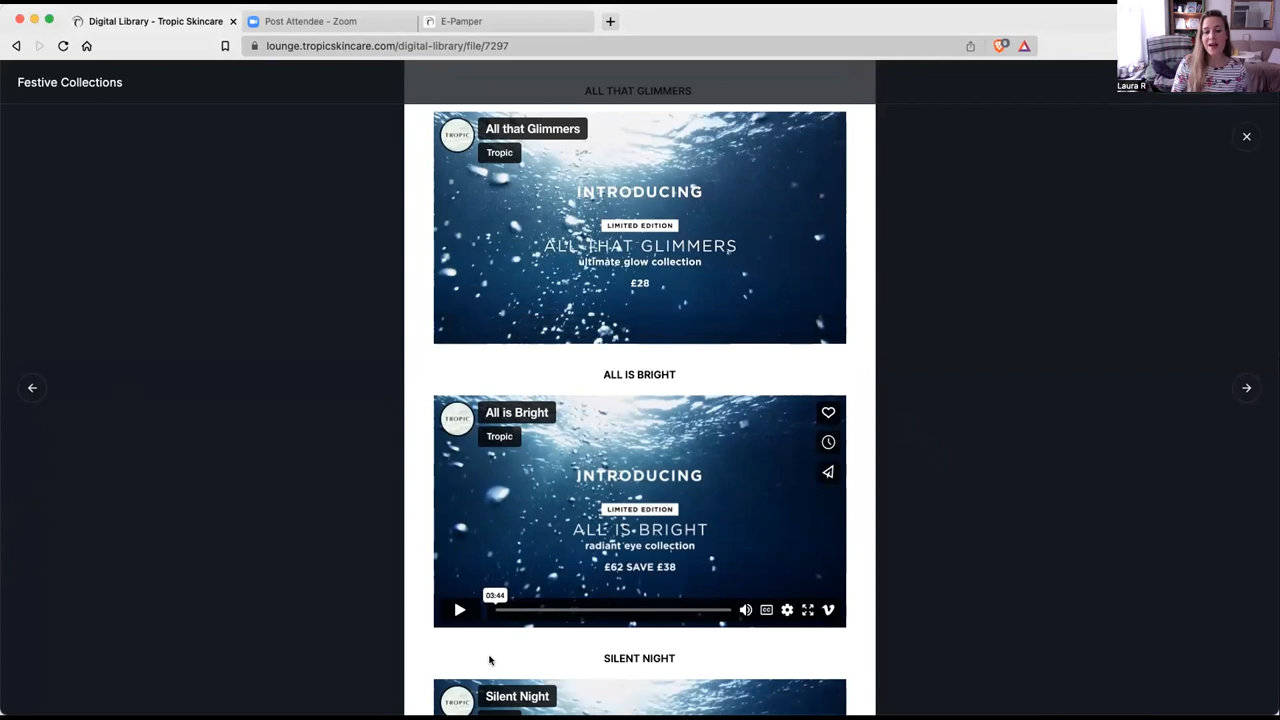 Digital Library - Tropic Skincare
Post Attendee - Zoom
E-Pamper
lounge.tropicskincare.com/digital-library/file/7297
Laura R
Festive Collections
ALL THAT GLIMMERS
TROPIC
All that Glimmers
Tropic
INTRODUCING
LIMITED EDITION
ALL THAT GLIMMERS
ultimate glow collection
£28
ALL IS BRIGHT
TROPIC
All is Bright
Tropic
INTRODUCING
LIMITED EDITION
ALL IS BRIGHT
radiant eye collection
£62 SAVE £38
03:44
CC
SILENT NIGHT
TROPIC
Silent Night